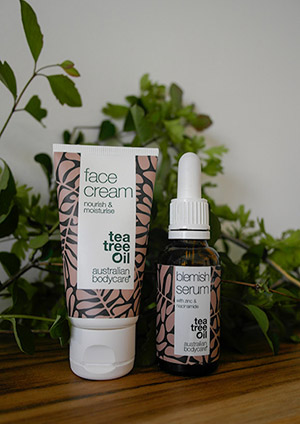 face
cream
nourish &
moisturise
tea
tree
oil
australian
bodycare®
blemish
serum
with zinc &
niacinamide
tea
tree
oil
australian
bodycare®